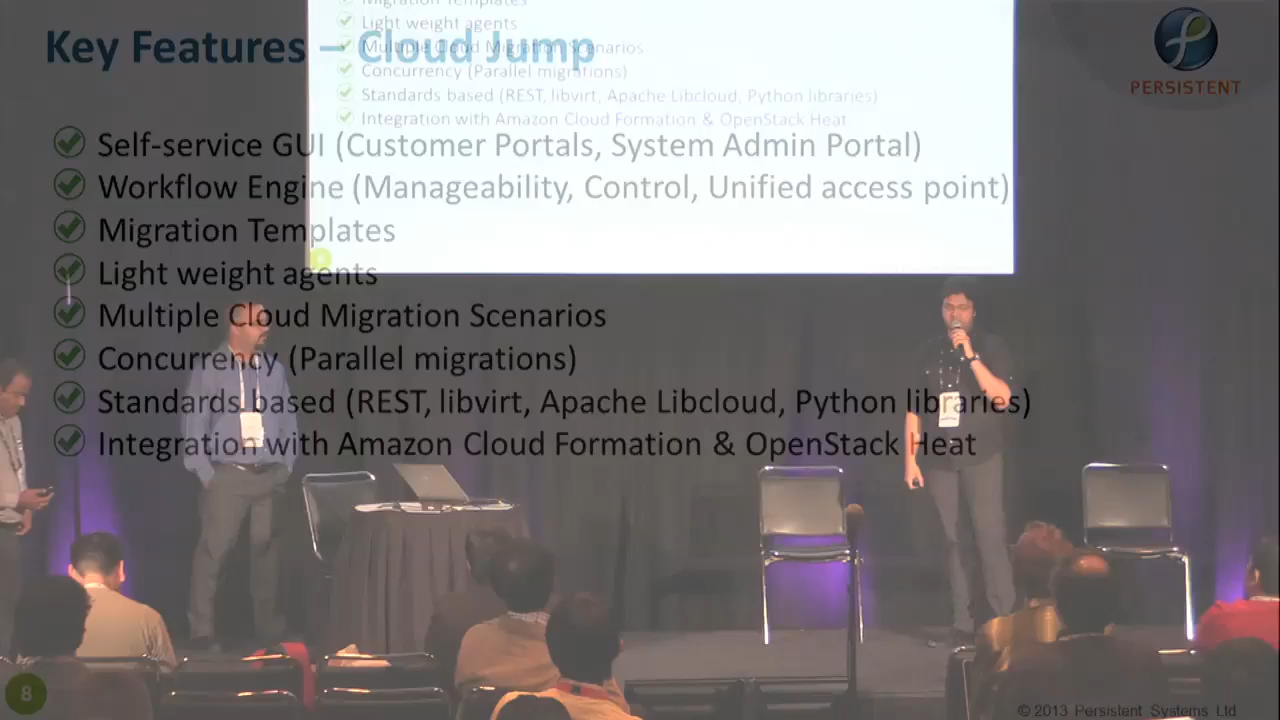 Key Features – Cloud Jump
PERSISTENT
Self-service GUI (Customer Portals, System Admin Portal)
Workflow Engine (Manageability, Control, Unified access point)
Migration Templates
Light weight agents
Multiple Cloud Migration Scenarios
Concurrency (Parallel migrations)
Standards based (REST, libvirt, Apache Libcloud, Python libraries)
Integration with Amazon Cloud Formation & OpenStack Heat
8
© 2013 Persistent Systems Ltd
Migration Templates
Light weight agents
Multiple Cloud Migration Scenarios
Concurrency (Parallel migrations)
Standards based (REST, libvirt, Apache Libcloud, Python libraries)
Integration with Amazon Cloud Formation & OpenStack Heat